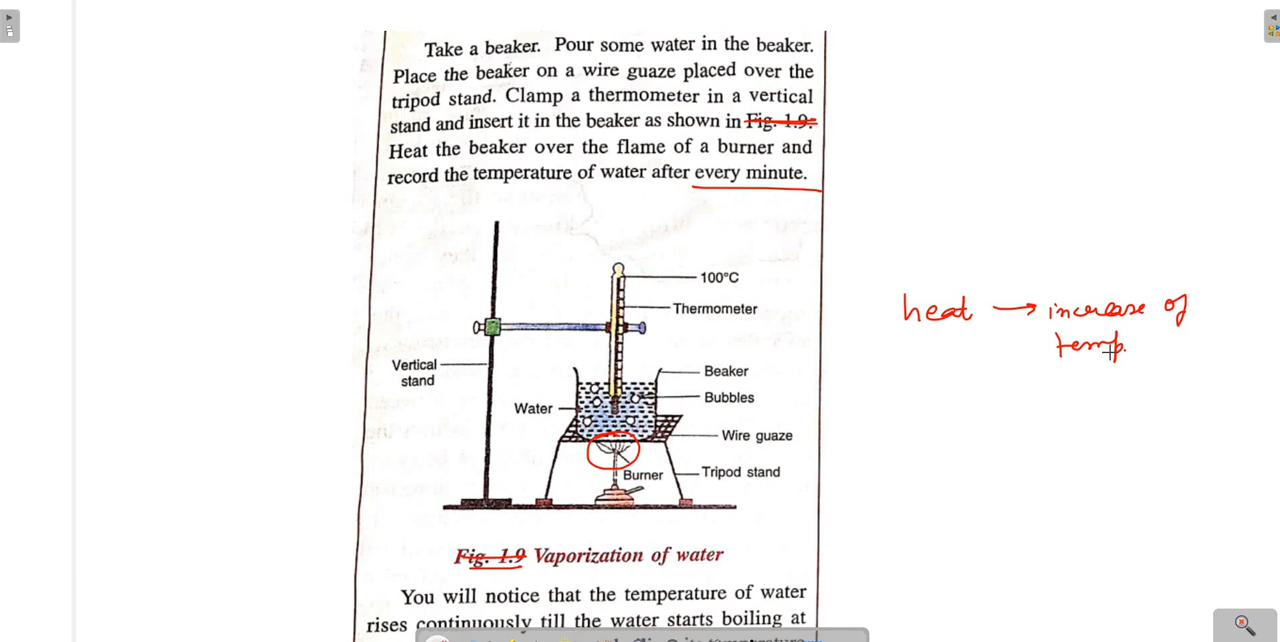 Take a beaker. Pour some water in the beaker.
Place the beaker on a wire guaze placed over the
tripod stand. Clamp a thermometer in a vertical
stand and insert it in the beaker as shown in Fig. 1.9.
Heat the beaker over the flame of a burner and
record the temperature of water after every minute.
100°C
Thermometer
heat → increase of
temp.
Vertical
stand
Beaker
Bubbles
Water
Wire guaze
Tripod stand
Burner
Fig. 1.9 Vaporization of water
You will notice that the temperature of water
rises continuously till the water starts boiling at